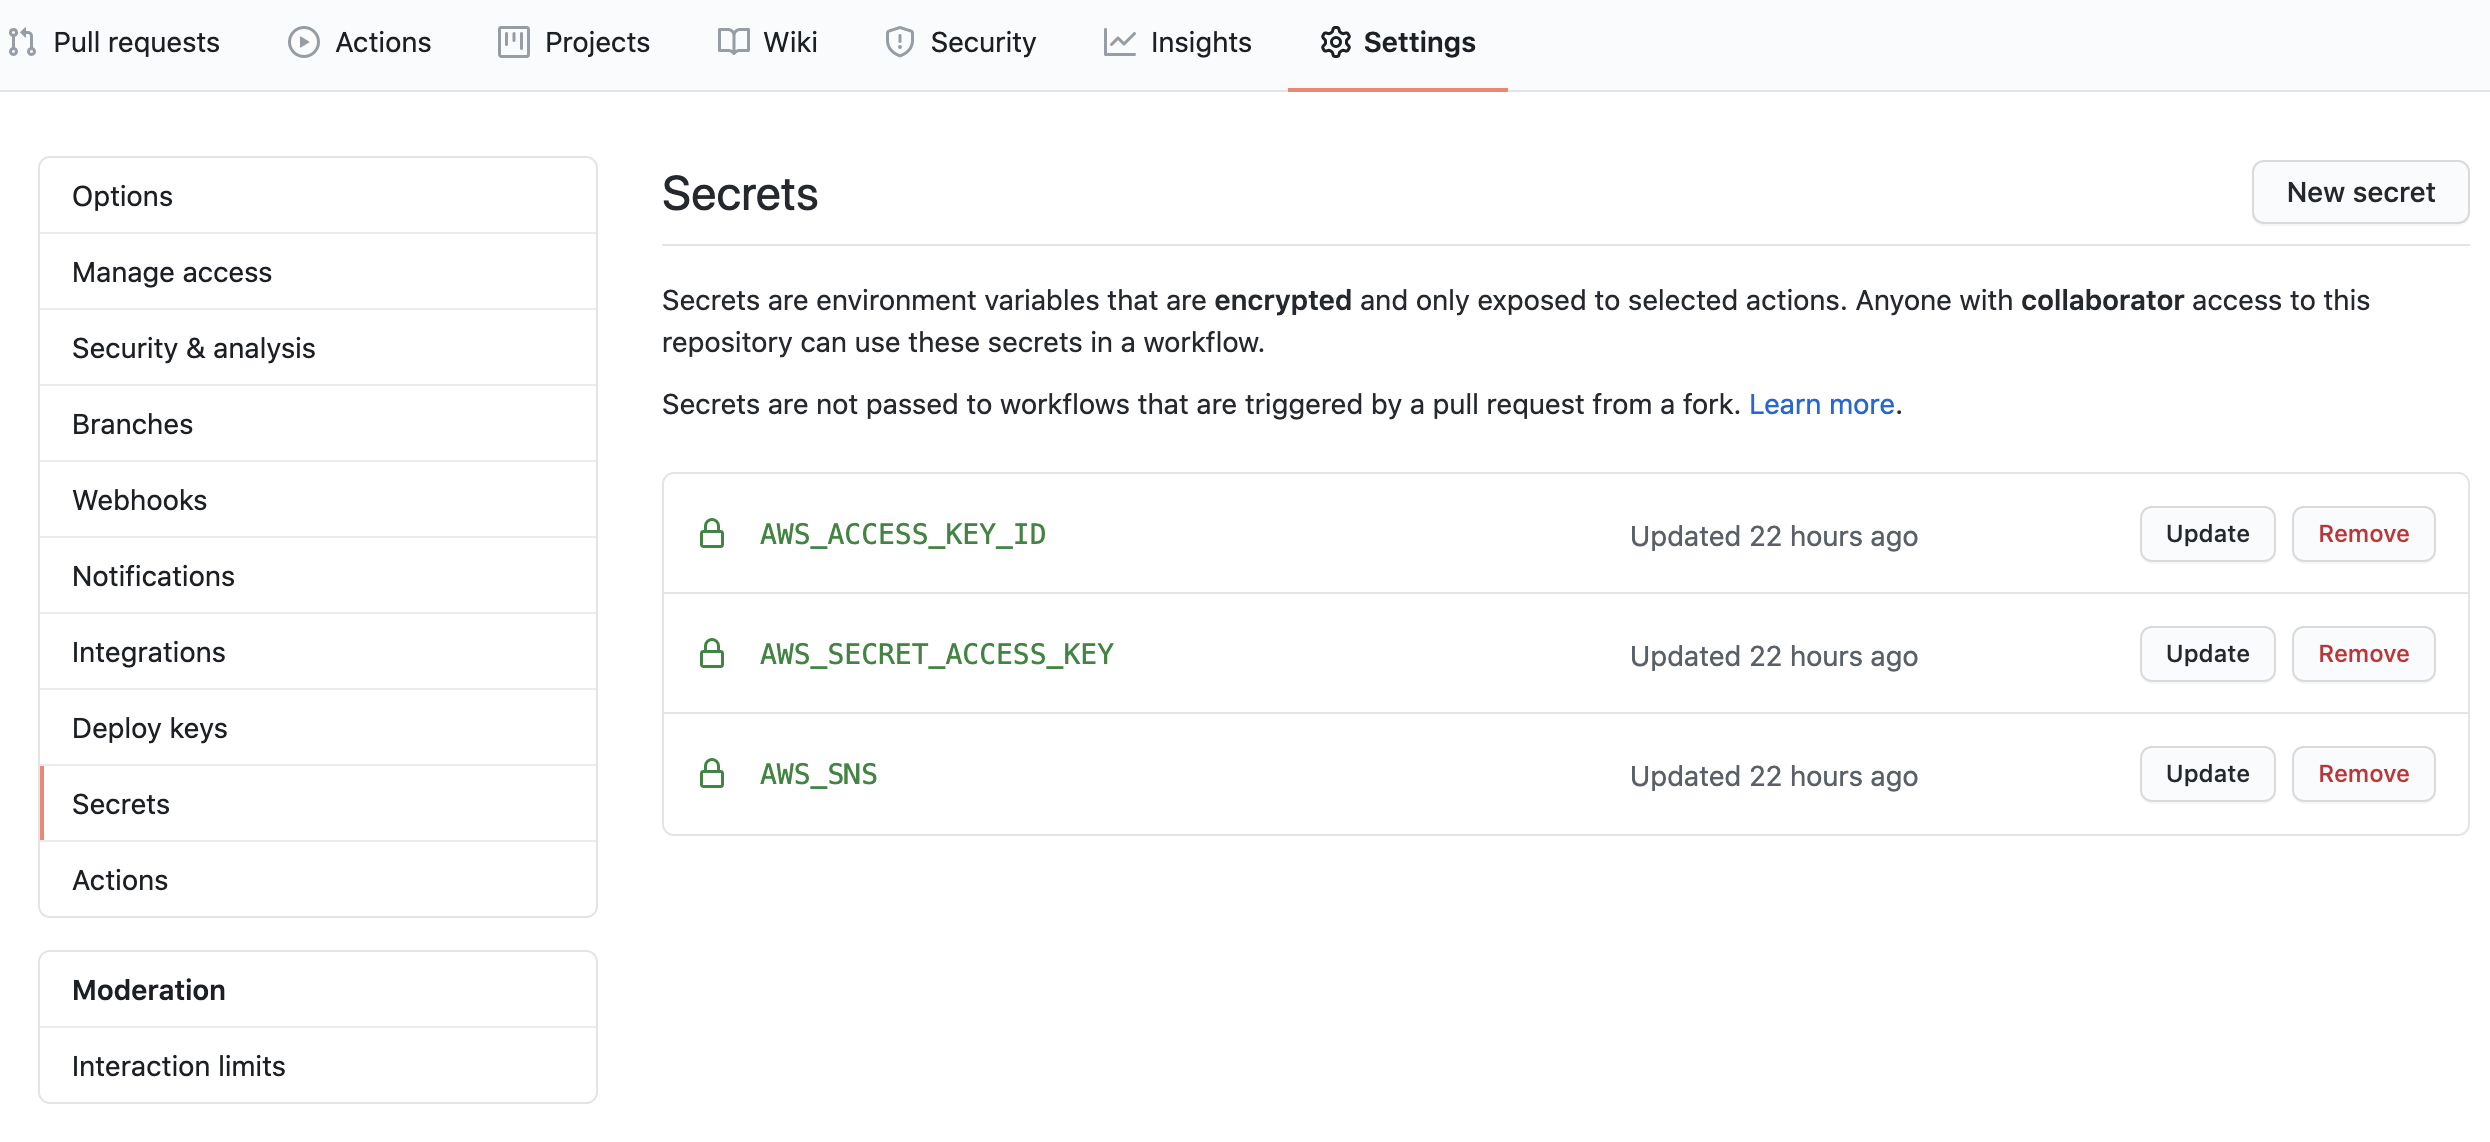 Pull requests Actions Projects Wiki Security Insights Settings
Options
Manage access
Security & analysis
Branches
Webhooks
Notifications
Integrations
Deploy keys
Secrets
Actions
Moderation
Interaction limits
Secrets
New secret
Secrets are environment variables that are encrypted and only exposed to selected actions. Anyone with collaborator access to this
repository can use these secrets in a workflow.
Secrets are not passed to workflows that are triggered by a pull request from a fork. Learn more.
AWS_ACCESS_KEY_ID Updated 22 hours ago Update Remove
AWS_SECRET_ACCESS_KEY Updated 22 hours ago Update Remove
AWS_SNS Updated 22 hours ago Update Remove